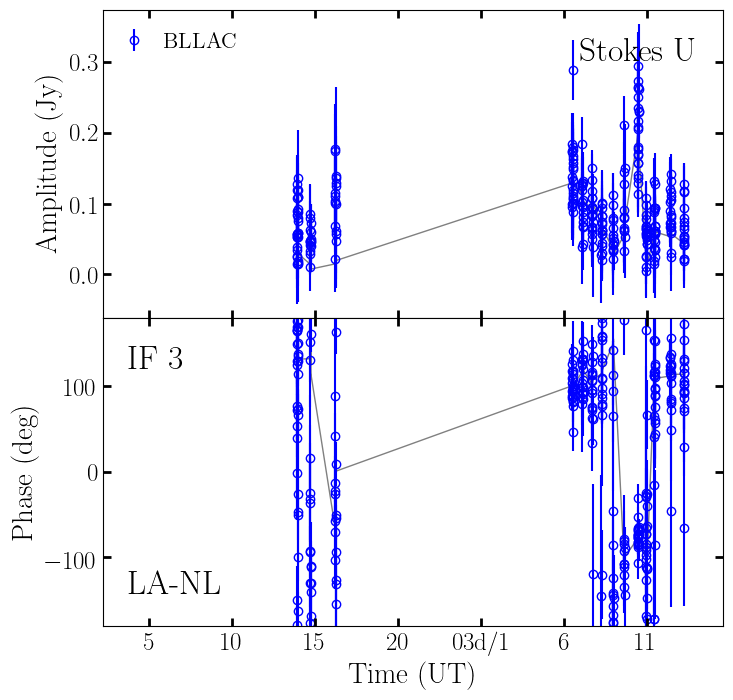 BLLAC
Stokes U
0.3
0.2
0.1
0.0
Amplitude (Jy)
IF 3
100
0
−100
Phase (deg)
LA-NL
5 10 15 20 03d/1 6 11
Time (UT)